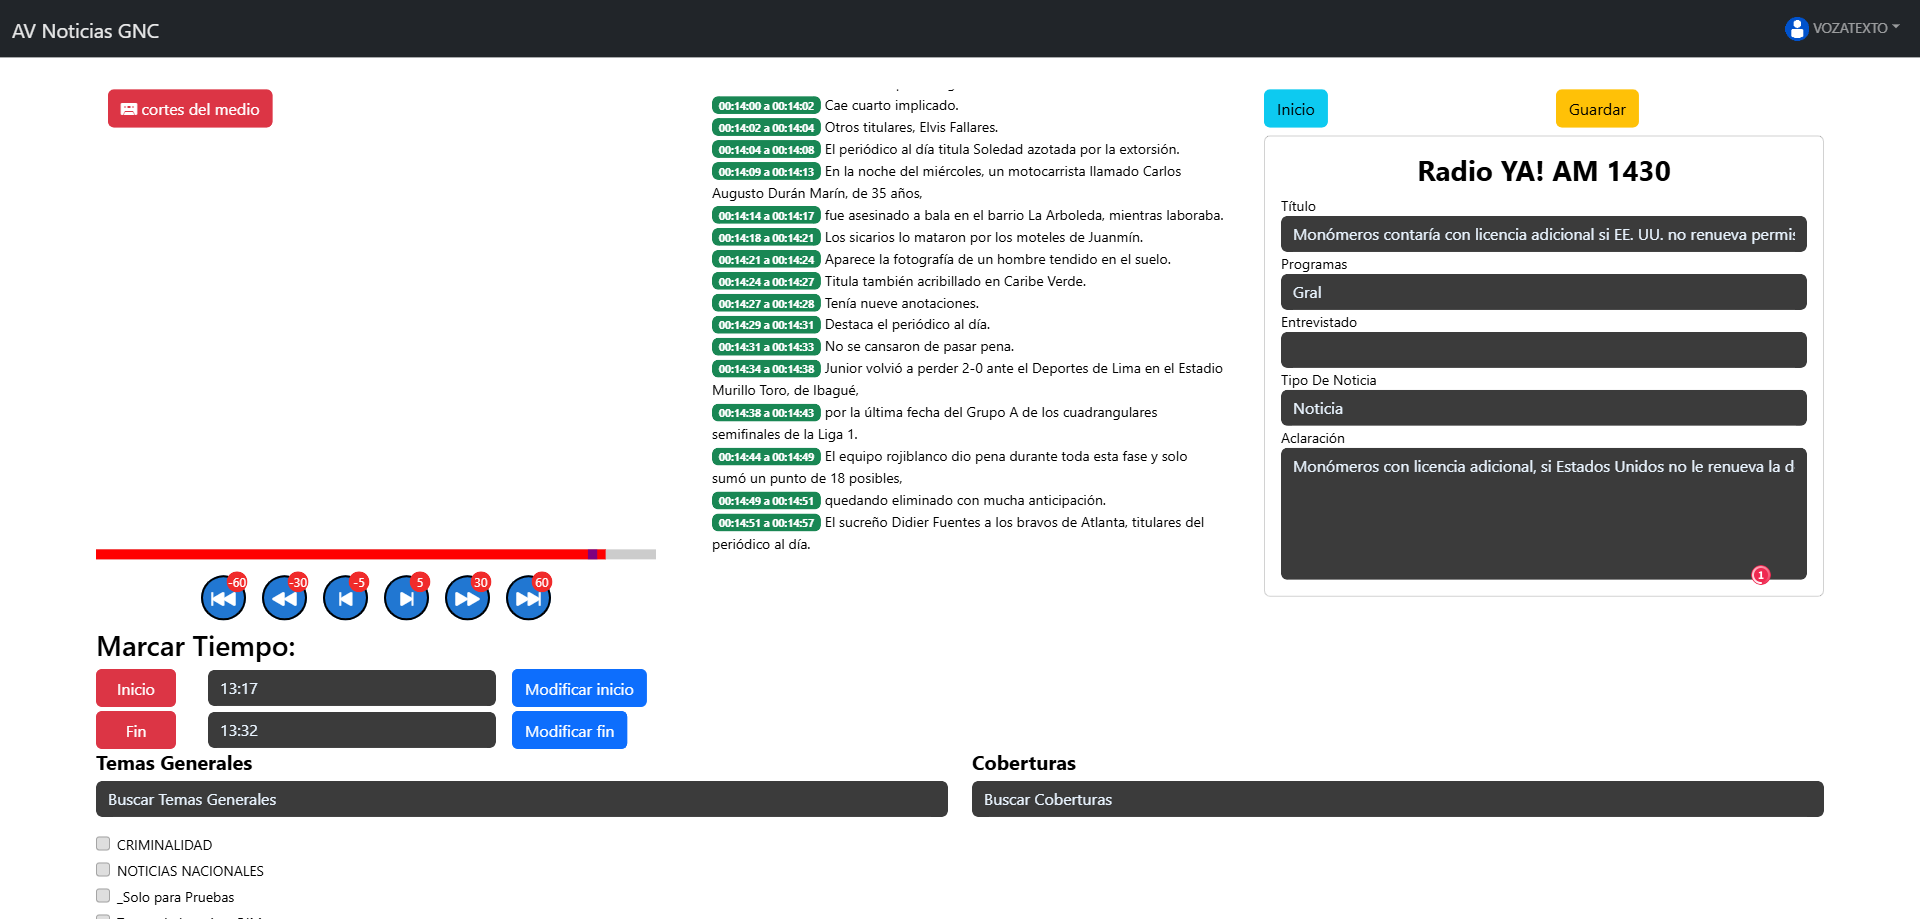 AV Noticias GNC
VOZATEXTO
cortes del medio
00:14:00 a 00:14:02 Cae cuarto implicado.
00:14:02 a 00:14:04 Otros titulares, Elvis Fallares.
00:14:04 a 00:14:08 El periódico al día titula Soledad azotada por la extorsión.
00:14:09 a 00:14:13 En la noche del miércoles, un motocarrista llamado Carlos
Augusto Durán Marín, de 35 años,
00:14:14 a 00:14:17 fue asesinado a bala en el barrio La Arboleda, mientras laboraba.
00:14:18 a 00:14:21 Los sicarios lo mataron por los moteles de Juanmín.
00:14:21 a 00:14:24 Aparece la fotografía de un hombre tendido en el suelo.
00:14:24 a 00:14:27 Titula también acribillado en Caribe Verde.
00:14:27 a 00:14:28 Tenía nueve anotaciones.
00:14:29 a 00:14:31 Destaca el periódico al día.
00:14:31 a 00:14:33 No se cansaron de pasar pena.
00:14:34 a 00:14:38 Junior volvió a perder 2-0 ante el Deportes de Lima en el Estadio
Murillo Toro, de Ibagué,
00:14:38 a 00:14:43 por la última fecha del Grupo A de los cuadrangulares
semifinales de la Liga 1.
00:14:44 a 00:14:49 El equipo rojiblanco dio pena durante toda esta fase y solo
sumó un punto de 18 posibles,
00:14:49 a 00:14:51 quedando eliminado con mucha anticipación.
00:14:51 a 00:14:57 El sucreño Didier Fuentes a los bravos de Atlanta, titulares del
periódico al día.
Inicio
Guardar
Radio YA! AM 1430
Título
Monómeros contaría con licencia adicional si EE. UU. no renueva permis
Programas
Gral
Entrevistado
Tipo De Noticia
Noticia
Aclaración
Monómeros con licencia adicional, si Estados Unidos no le renueva la d
1
-60 -30 -5 5 30 60
Marcar Tiempo:
Inicio 13:17 Modificar inicio
Fin 13:32 Modificar fin
Temas Generales
Buscar Temas Generales
CRIMINALIDAD
NOTICIAS NACIONALES
_Solo para Pruebas
Coberturas
Buscar Coberturas